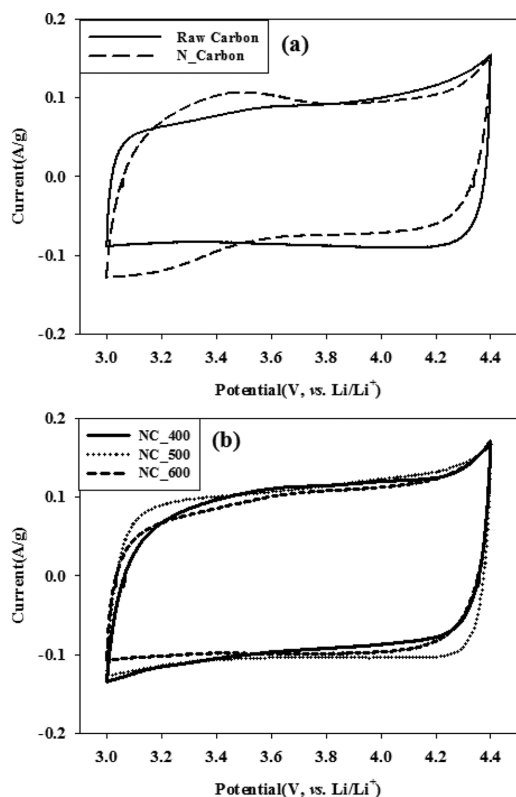 0.2
Raw Carbon
N_Carbon
(a)
0.1
0.0
-0.1
-0.2
Current(A/g)
3.0 3.2 3.4 3.6 3.8 4.0 4.2 4.4
Potential(V, vs. Li/Li⁺)
0.2
NC_400
NC_500
NC_600
(b)
0.1
0.0
-0.1
-0.2
Current(A/g)
3.0 3.2 3.4 3.6 3.8 4.0 4.2 4.4
Potential(V, vs. Li/Li⁺)